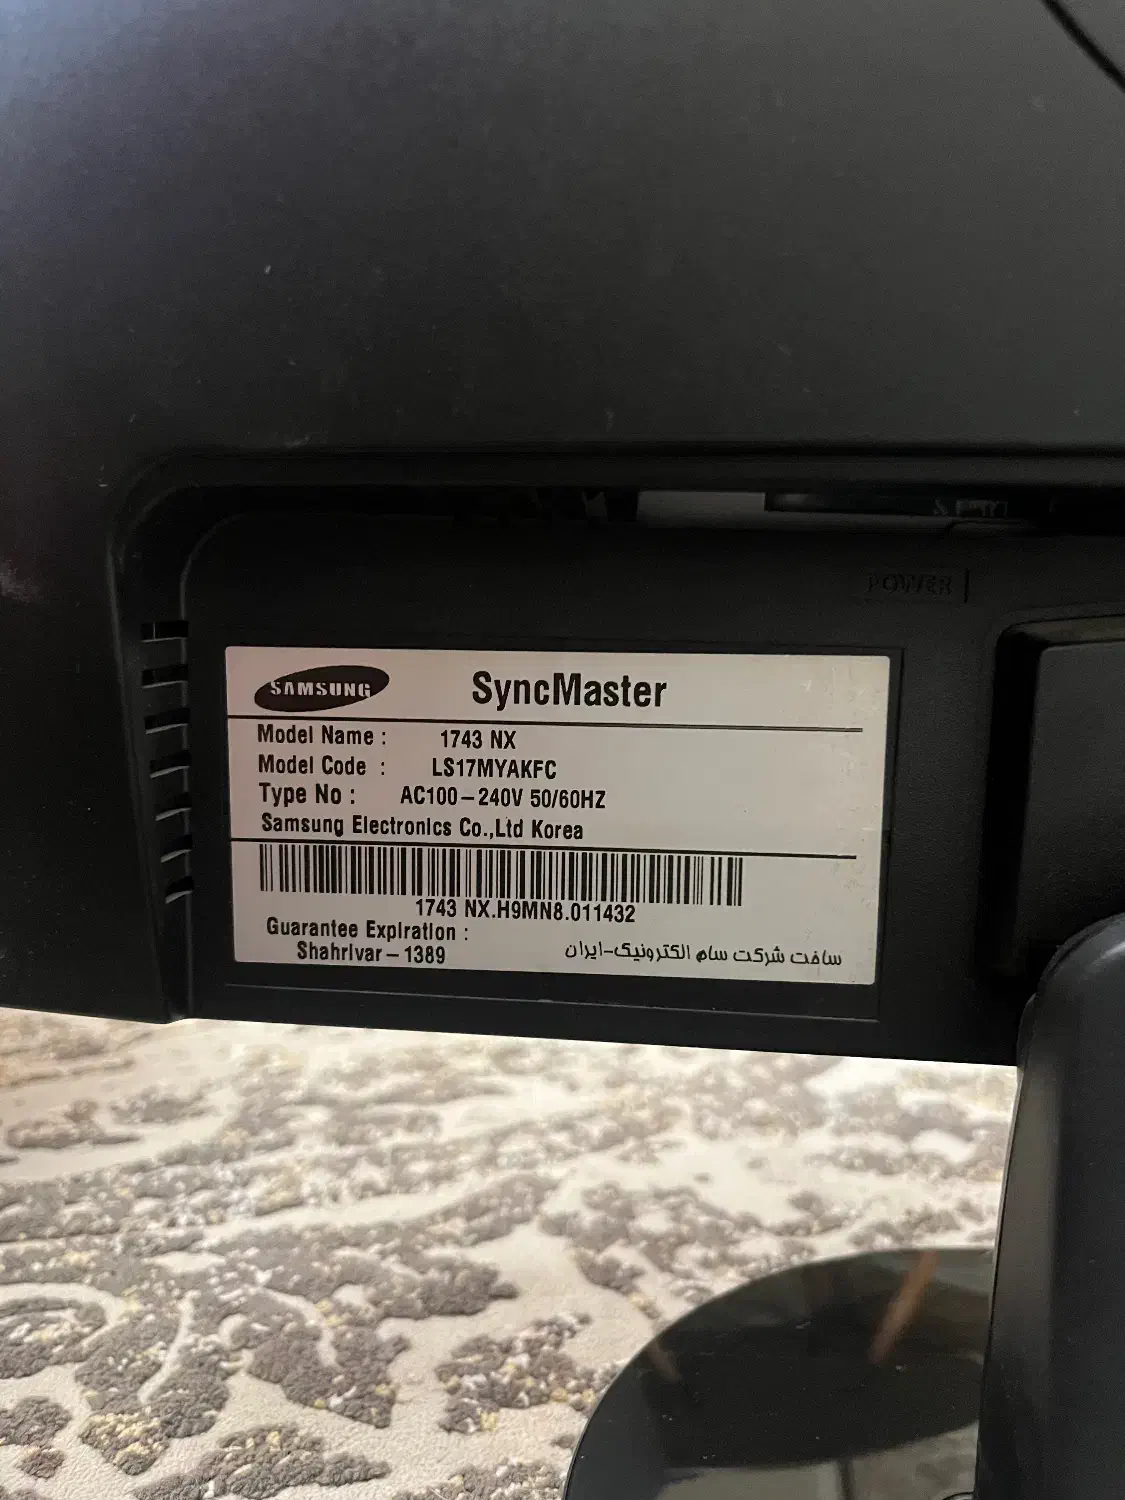 POWER
SAMSUNG
SyncMaster
Model Name : 1743 NX
Model Code : LS17MYAKFC
Type No : AC100-240V 50/60HZ
Samsung Electronics Co.,Ltd Korea
1743 NX.H9MN8.011432
Guarantee Expiration :
Shahrivar-1389
ساخت شرکت سام الکترونیک-ایران